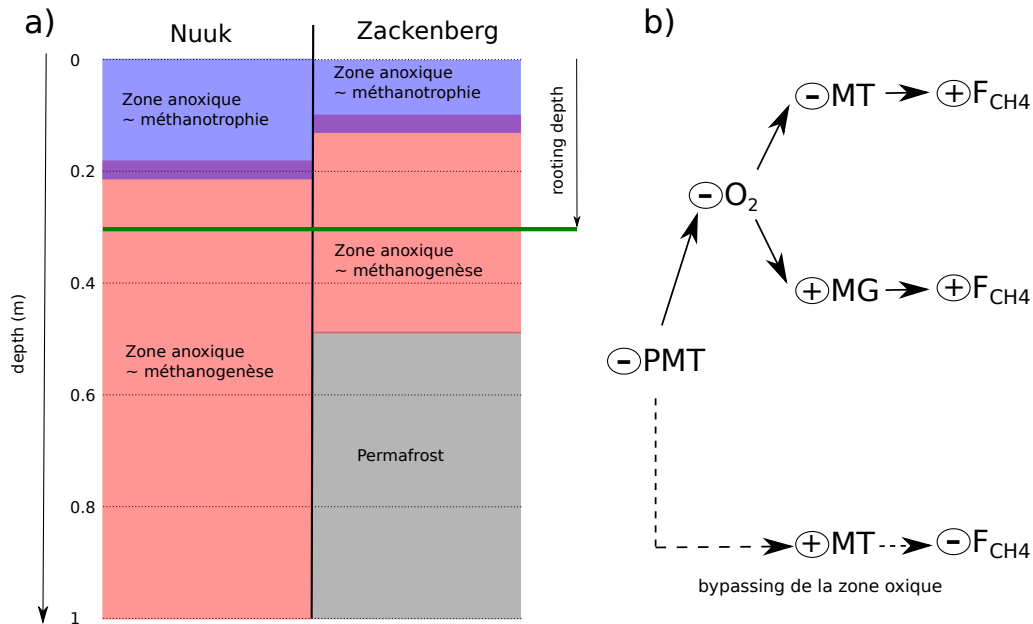 a)
Nuuk
Zackenberg
0
0.2
0.4
0.6
0.8
1
depth (m)
Zone anoxique
~ méthanotrophie
Zone anoxique
~ méthanogenèse
Zone anoxique
~ méthanotrophie
Zone anoxique
~ méthanogenèse
Permafrost
rooting depth
b)
- MT
+ F CH4
- O2
+ MG
+ F CH4
- PMT
+ MT
- F CH4
bypassing de la zone oxique